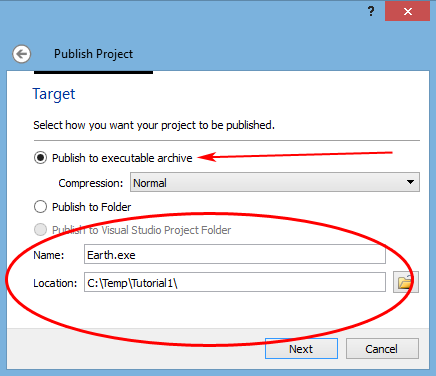 ?
Publish Project
Target
Select how you want your project to be published.
Publish to executable archive
Compression: Normal
Publish to Folder
Publish to Visual Studio Project Folder
Name: Earth.exe
Location: C:\Temp\Tutorial1\
Next Cancel